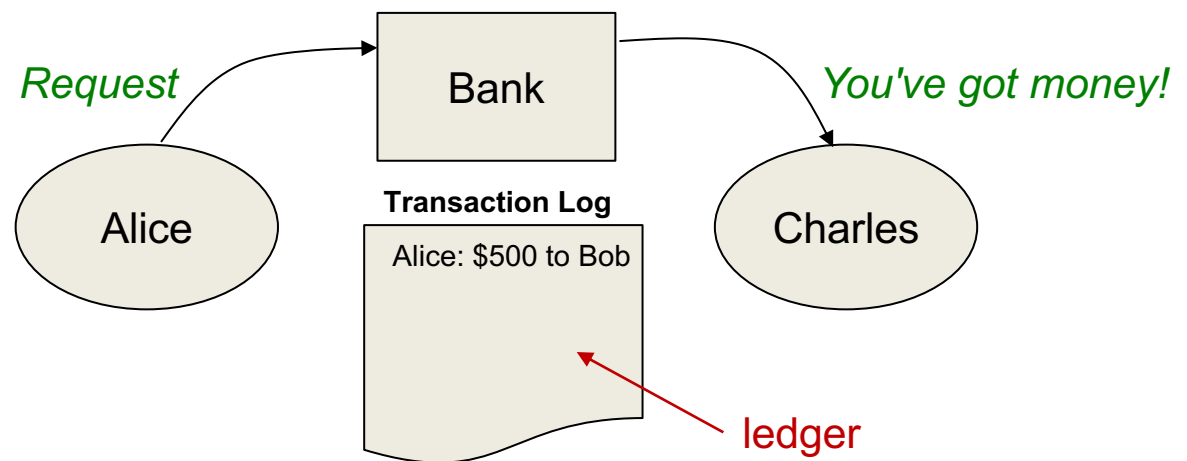 Request
Bank
You've got money!
Alice
Transaction Log
Charles
Alice: $500 to Bob
ledger